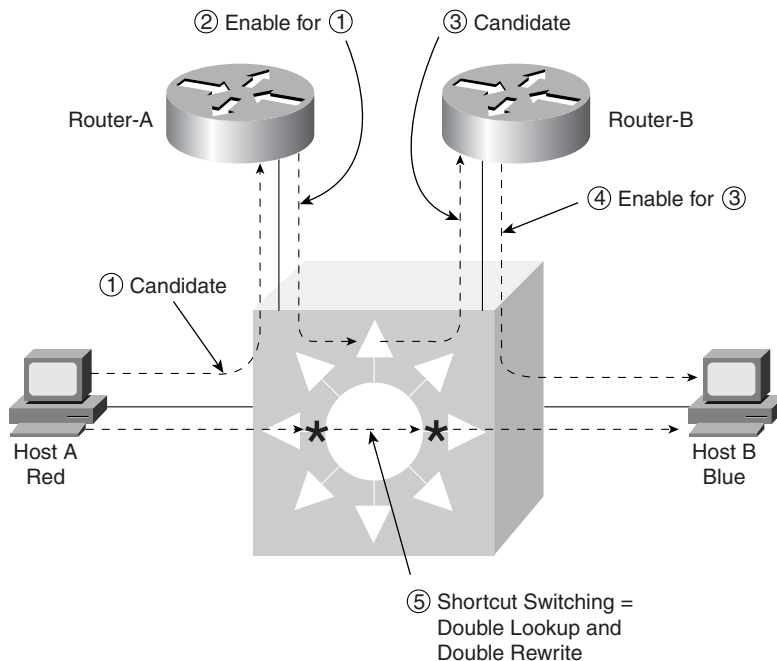 ② Enable for ①
③ Candidate
Router-A
Router-B
④ Enable for ③
① Candidate
Host A
Red
Host B
Blue
⑤ Shortcut Switching =
Double Lookup and
Double Rewrite